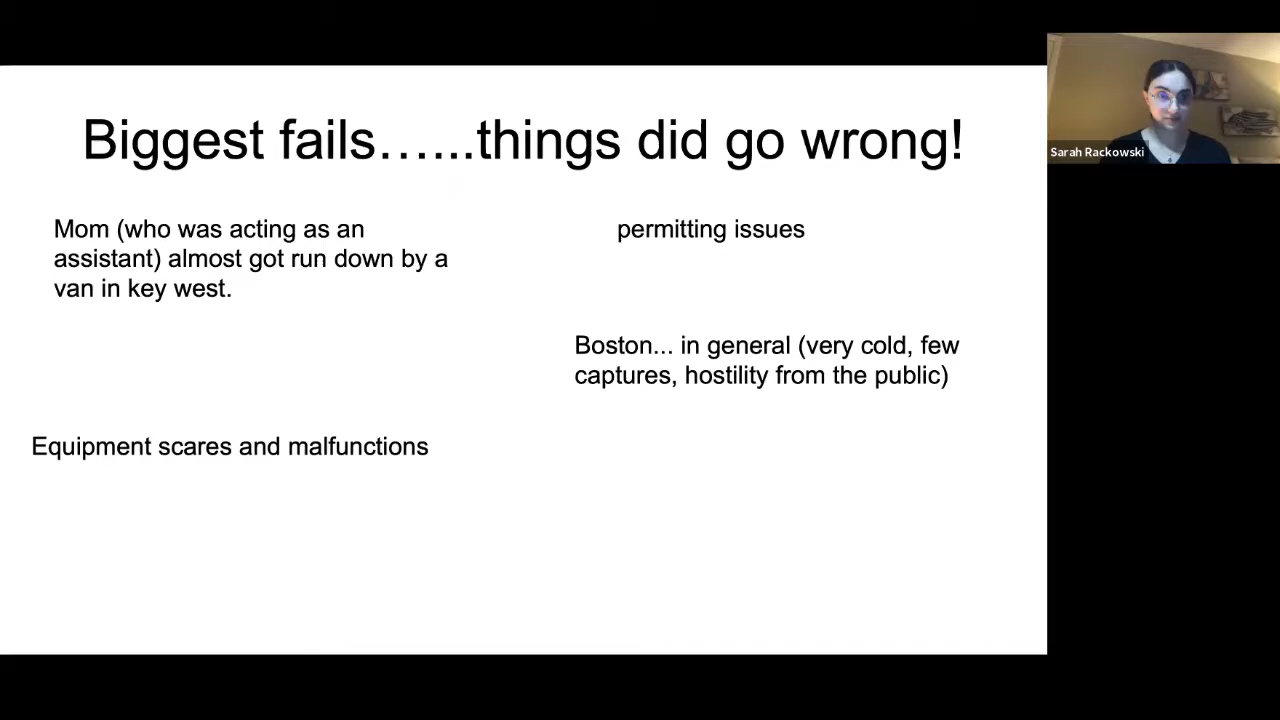 Biggest fails…...things did go wrong!
Mom (who was acting as an
assistant) almost got run down by a
van in key west.
permitting issues
Boston... in general (very cold, few
captures, hostility from the public)
Equipment scares and malfunctions
Sarah Rackowski